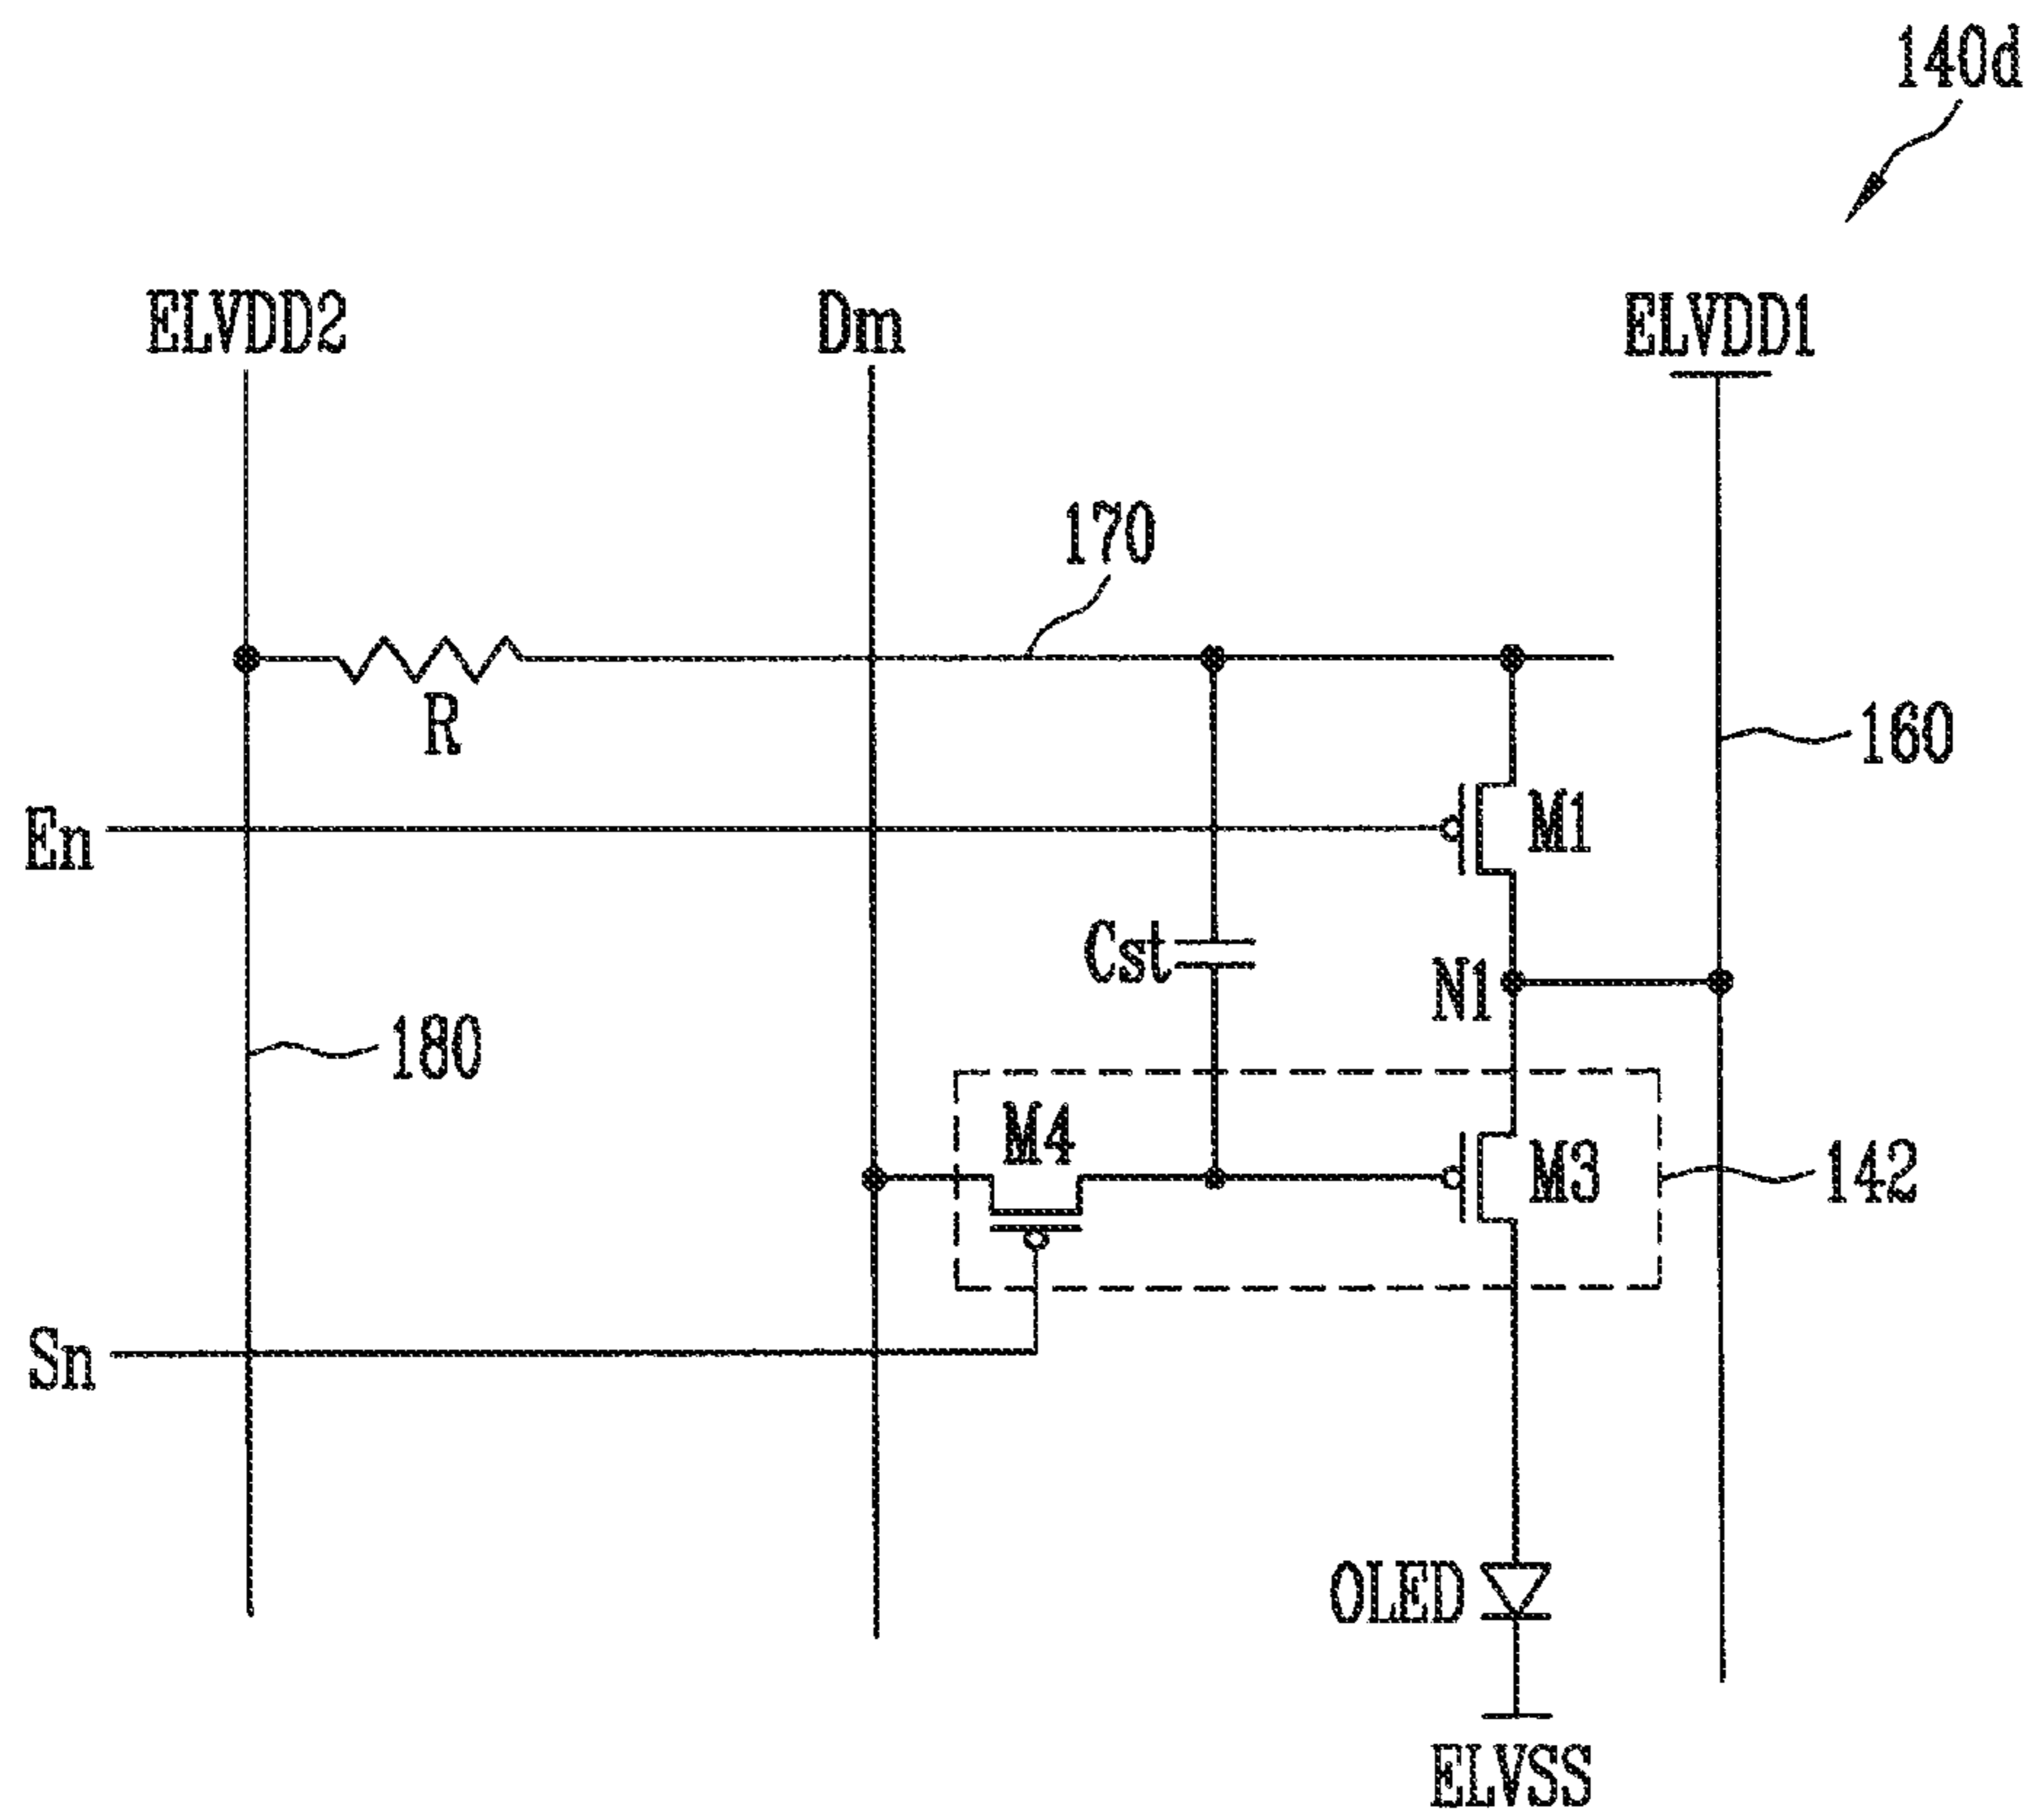 140d
ELVDD2
Dm
ELVDD1
170
R
160
En
M1
Cst
N1
180
M4
M3
142
Sn
OLED
ELVSS